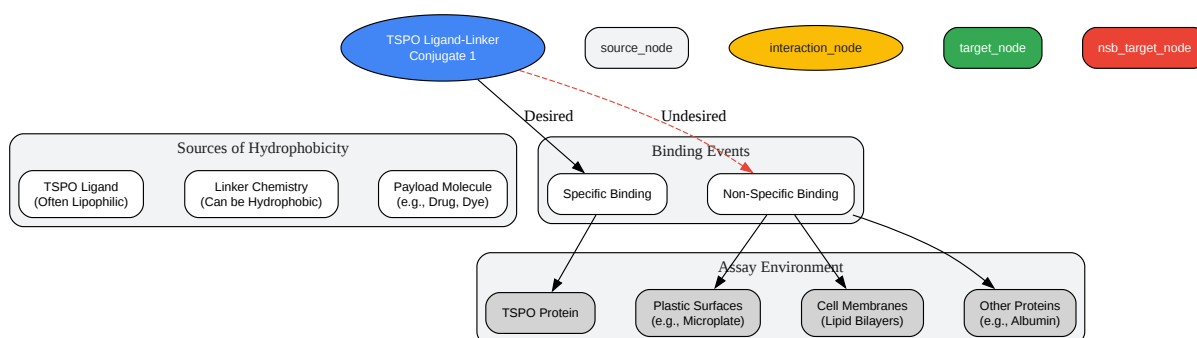 TSPO Ligand-Linker
Conjugate 1
source_node
interaction_node
target_node
nsb_target_node
Desired
Undesired
Sources of Hydrophobicity
TSPO Ligand
(Often Lipophilic)
Linker Chemistry
(Can be Hydrophobic)
Payload Molecule
(e.g., Drug, Dye)
Binding Events
Specific Binding
Non-Specific Binding
Assay Environment
TSPO Protein
Plastic Surfaces
(e.g., Microplate)
Cell Membranes
(Lipid Bilayers)
Other Proteins
(e.g., Albumin)